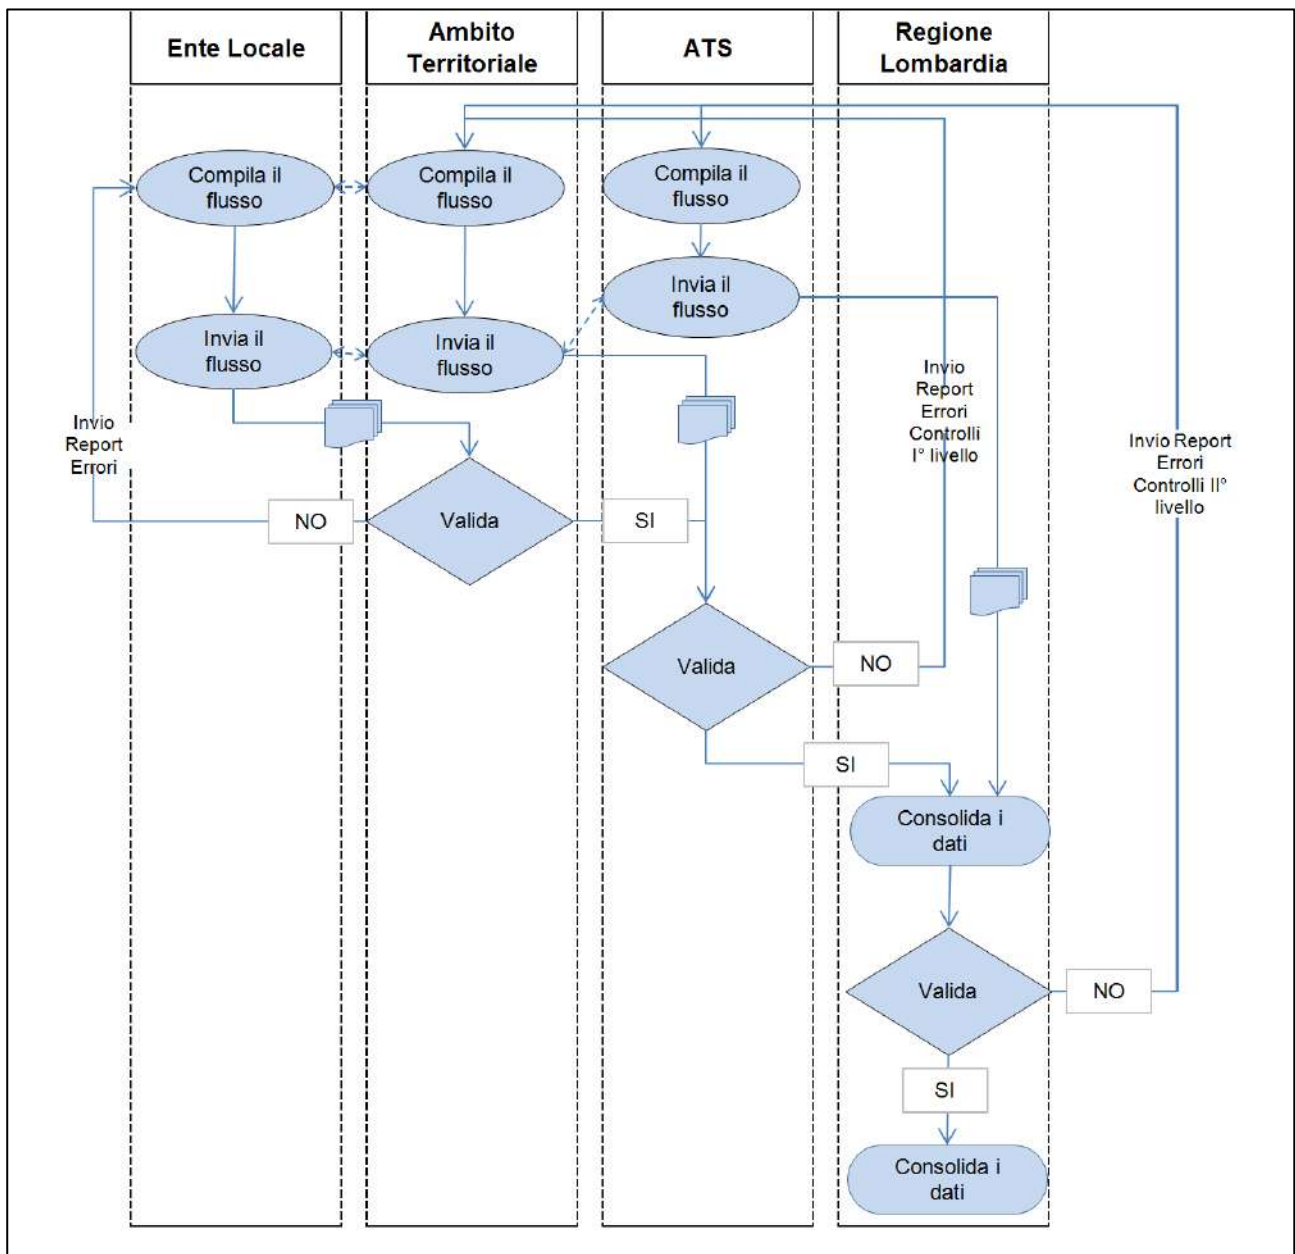 Ente Locale
Ambito
Territoriale
ATS
Regione
Lombardia
Compila il
flusso
Compila il
flusso
Compila il
flusso
Invia il
flusso
Invia il
flusso
Invia il
flusso
Invio
Report
Errori
Invio
Report
Errori
Controlli
I° livello
Invio Report
Errori
Controlli II°
livello
NO
Valida
SI
Valida
NO
SI
Consolida i
dati
Valida
NO
SI
Consolida i
dati